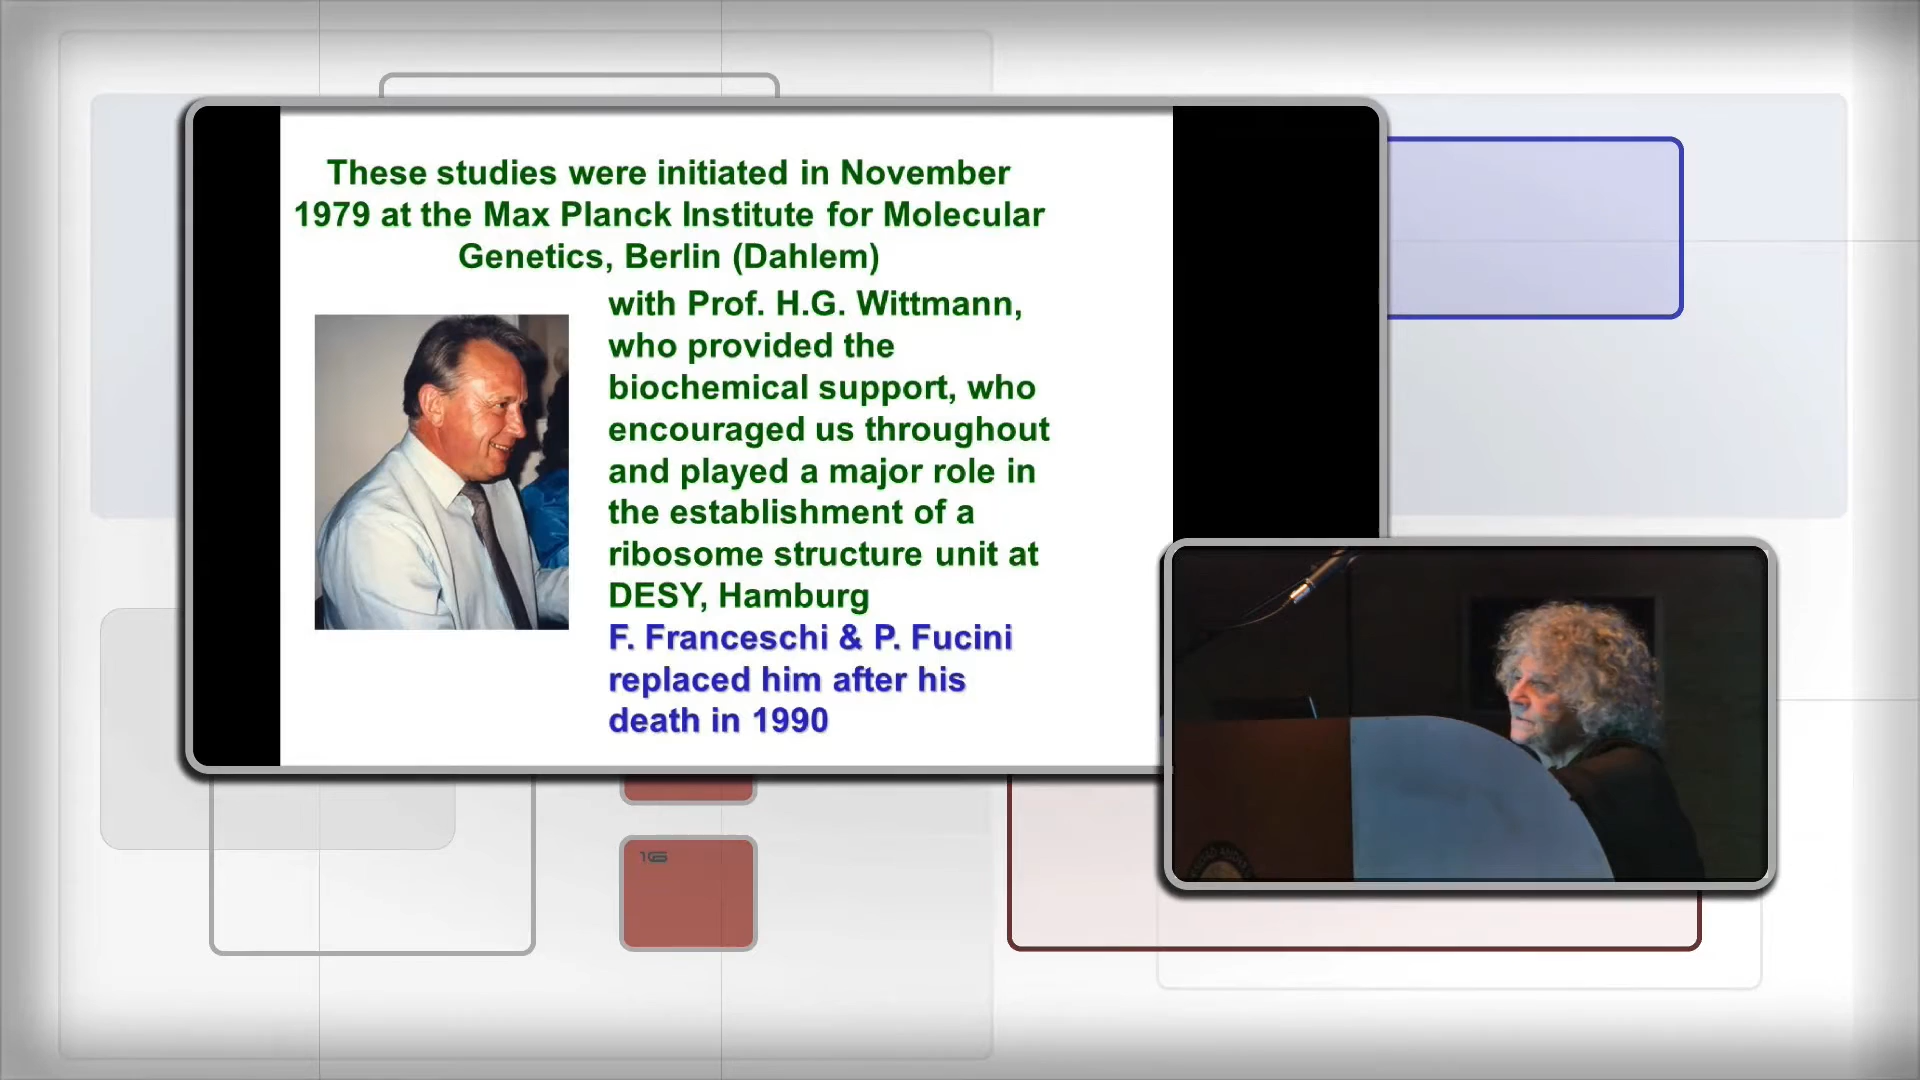 These studies were initiated in November
1979 at the Max Planck Institute for Molecular
Genetics, Berlin (Dahlem)
with Prof. H.G. Wittmann,
who provided the
biochemical support, who
encouraged us throughout
and played a major role in
the establishment of a
ribosome structure unit at
DESY, Hamburg
F. Franceschi & P. Fucini
replaced him after his
death in 1990